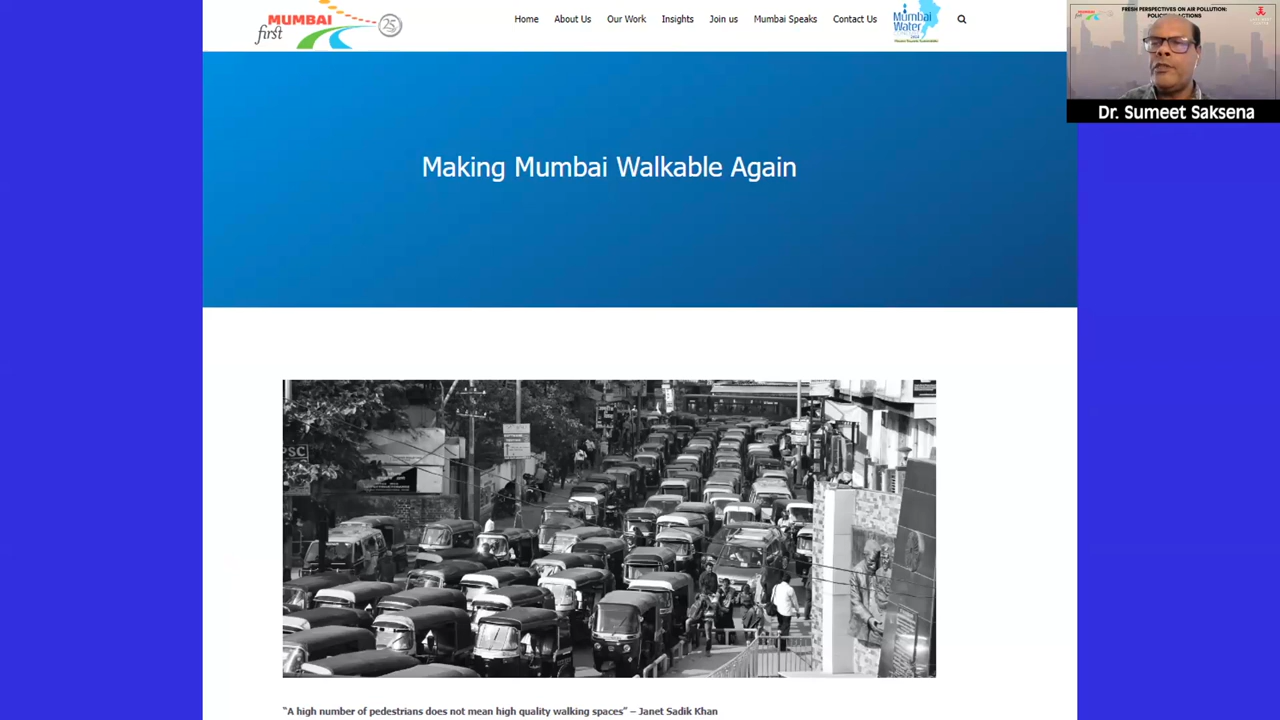 MUMBAI
first
25
Home
About Us
Our Work
Insights
Join us
Mumbai Speaks
Contact Us
Mumbai
Water
FRESH PERSPECTIVES ON AIR POLLUTION:
Dr. Sumeet Saksena
Making Mumbai Walkable Again
PSC
“A high number of pedestrians does not mean high quality walking spaces” – Janet Sadik Khan